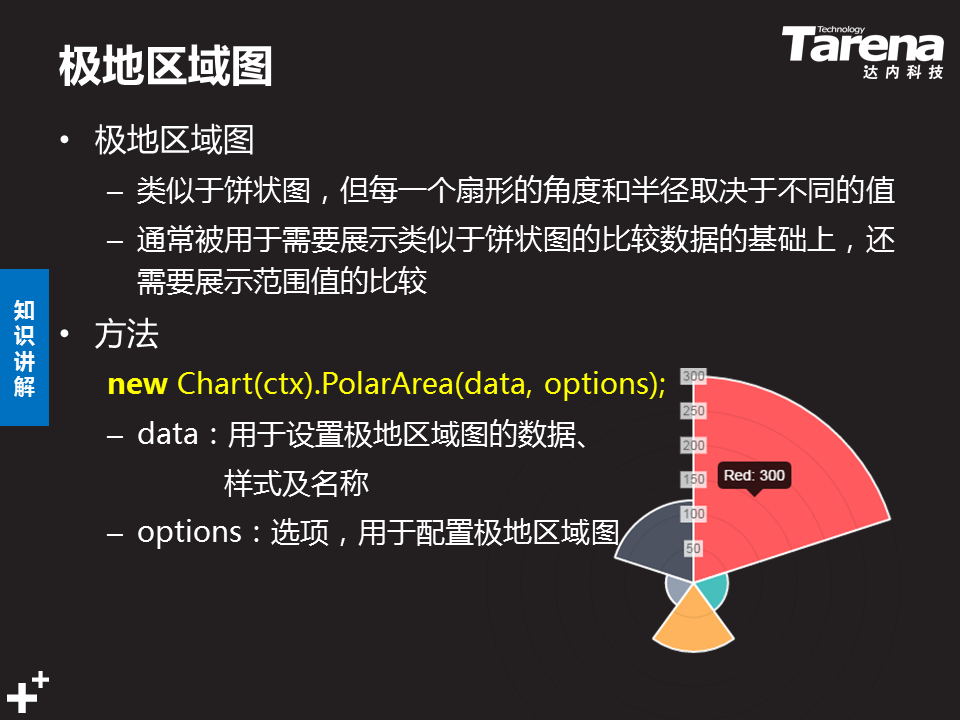 极地区域图
Technology
Tarena
达内科技
• 极地区域图
– 类似于饼状图，但每一个扇形的角度和半径取决于不同的值
– 通常被用于需要展示类似于饼状图的比较数据的基础上，还
需要展示范围值的比较
知识讲解
• 方法
new Chart(ctx).PolarArea(data, options);
– data：用于设置极地区域图的数据、
样式及名称
– options：选项，用于配置极地区域图
300
250
200
150
Red: 300
100
50